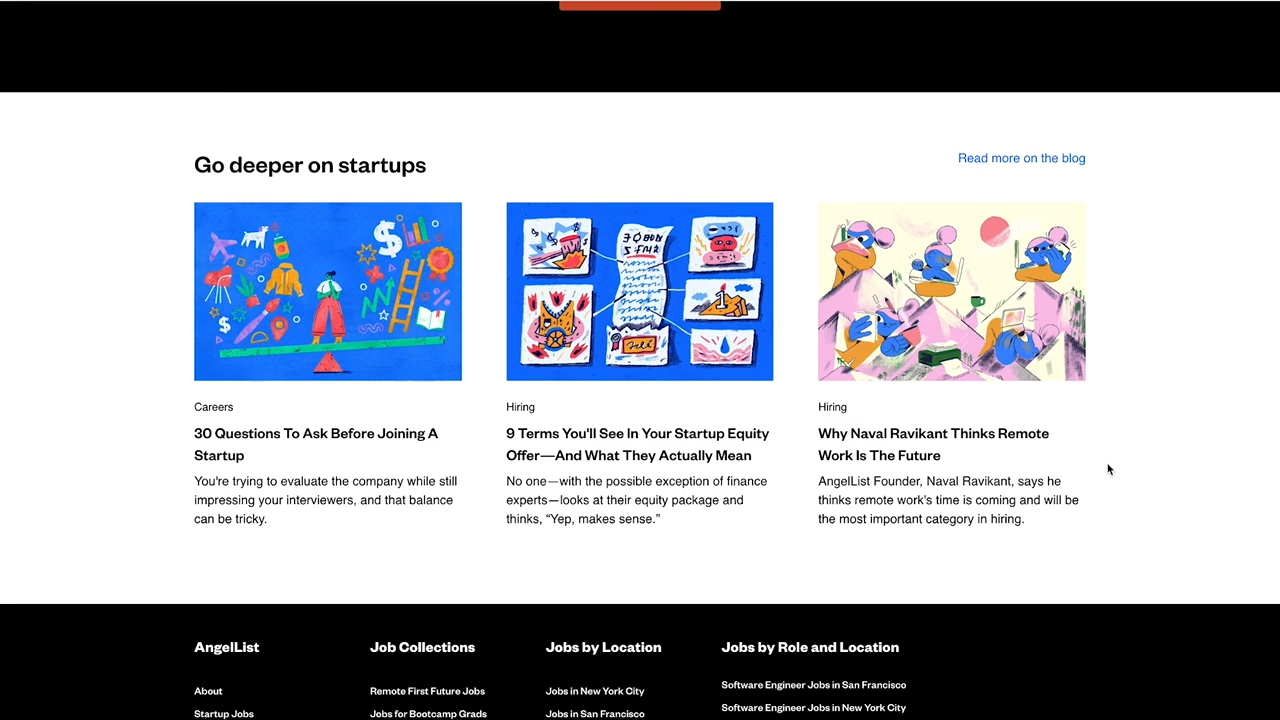 Go deeper on startups
Read more on the blog
Careers
30 Questions To Ask Before Joining A
Startup
You're trying to evaluate the company while still
impressing your interviewers, and that balance
can be tricky.
Hiring
9 Terms You'll See In Your Startup Equity
Offer—And What They Actually Mean
No one—with the possible exception of finance
experts—looks at their equity package and
thinks, “Yep, makes sense.”
Hiring
Why Naval Ravikant Thinks Remote
Work Is The Future
AngelList Founder, Naval Ravikant, says he
thinks remote work's time is coming and will be
the most important category in hiring.
AngelList
About
Startup Jobs
Job Collections
Remote First Future Jobs
Jobs for Bootcamp Grads
Jobs by Location
Jobs in New York City
Jobs in San Francisco
Jobs by Role and Location
Software Engineer Jobs in San Francisco
Software Engineer Jobs in New York City